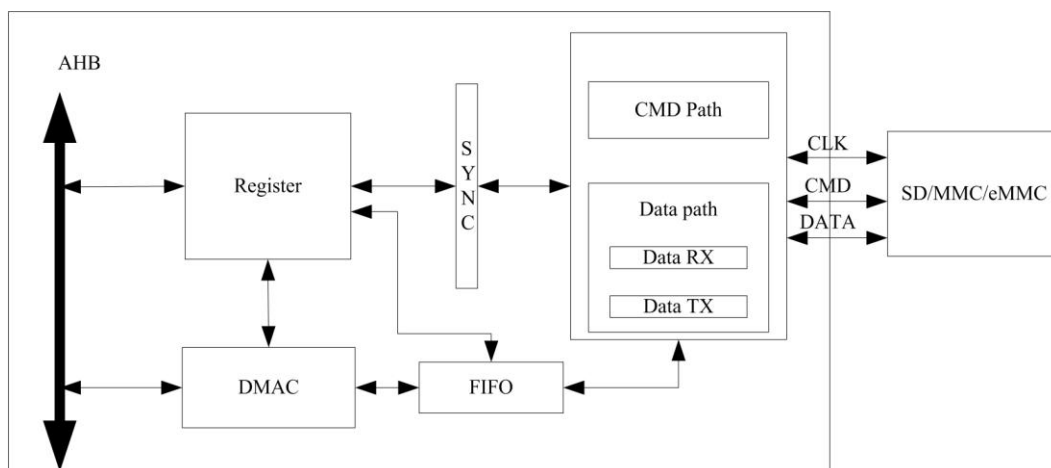 AHB
Register
S
Y
N
C
CMD Path
Data path
Data RX
Data TX
CLK
CMD
DATA
SD/MMC/eMMC
DMAC
FIFO